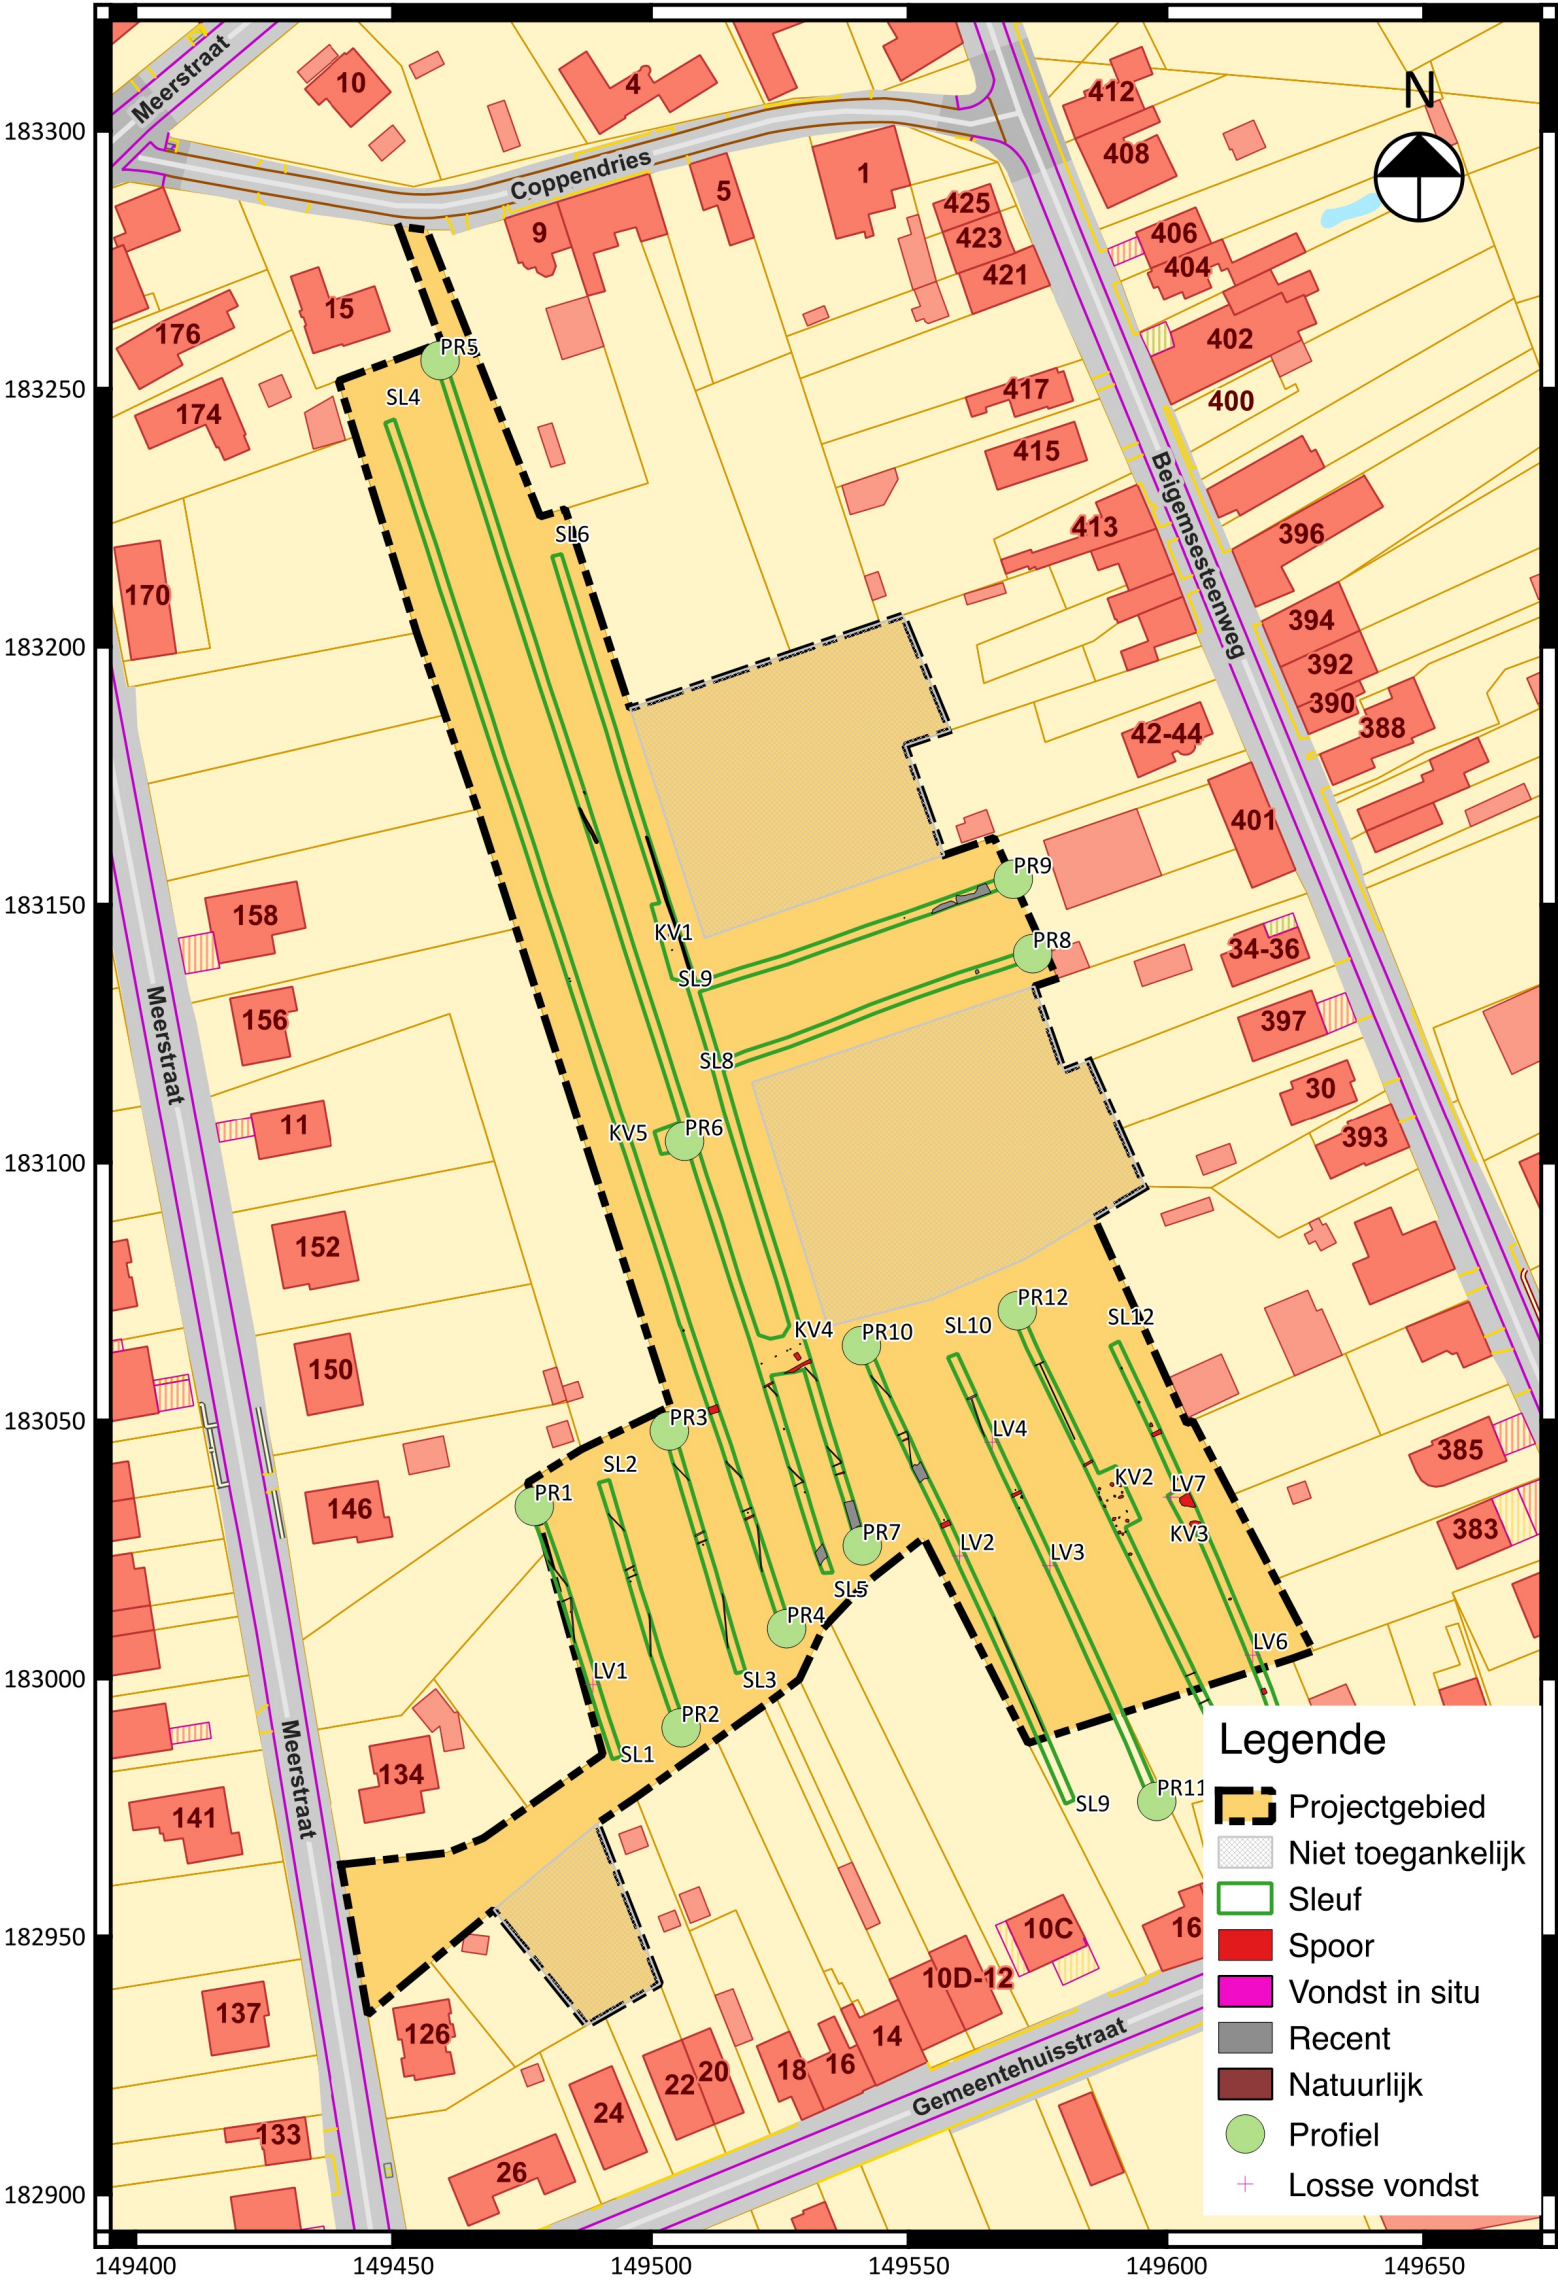 Meerstraat
10
4
412
N
183300
408
Coppendries
1
5
425
9
423
406
421
404
15
176
402
PR5
183250
SL4
417
400
174
415
Beigemsesteenweg
413
SL6
396
170
394
183200
392
390
42-44
388
401
PR9
158
183150
KV1
PR8
34-36
SL9
Meerstraat
156
397
SL8
30
11
KV5
PR6
393
183100
152
PR12
SL12
KV4
PR10
SL10
150
PR3
183050
LV4
385
SL2
KV2
LV7
PR1
146
383
PR7
KV3
LV2
LV3
SL5
PR4
LV6
LV1
183000
SL3
PR2
Meerstraat
SL1
134
PR11
SL9
141
Legende
Projectgebied
Niet toegankelijk
Sleuf
Spoor
Vondst in situ
Recent
Natuurlijk
Profiel
Losse vondst
10C
16
182950
10D-12
137
126
14
Gemeentehuisstraat
16
18
20
22
24
133
26
182900
149400
149450
149500
149550
149600
149650